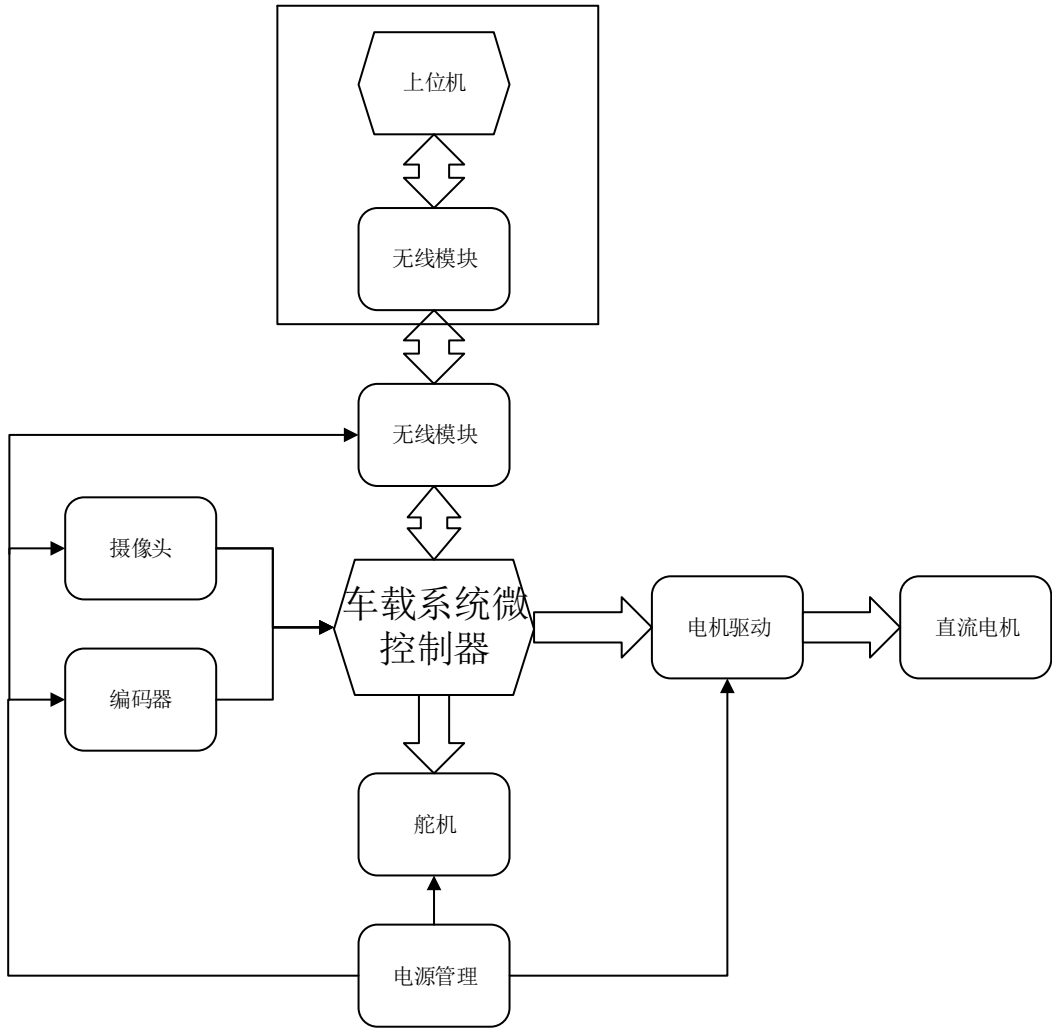 上位机
无线模块
无线模块
摄像头
车载系统微
控制器
电机驱动
直流电机
编码器
舵机
电源管理